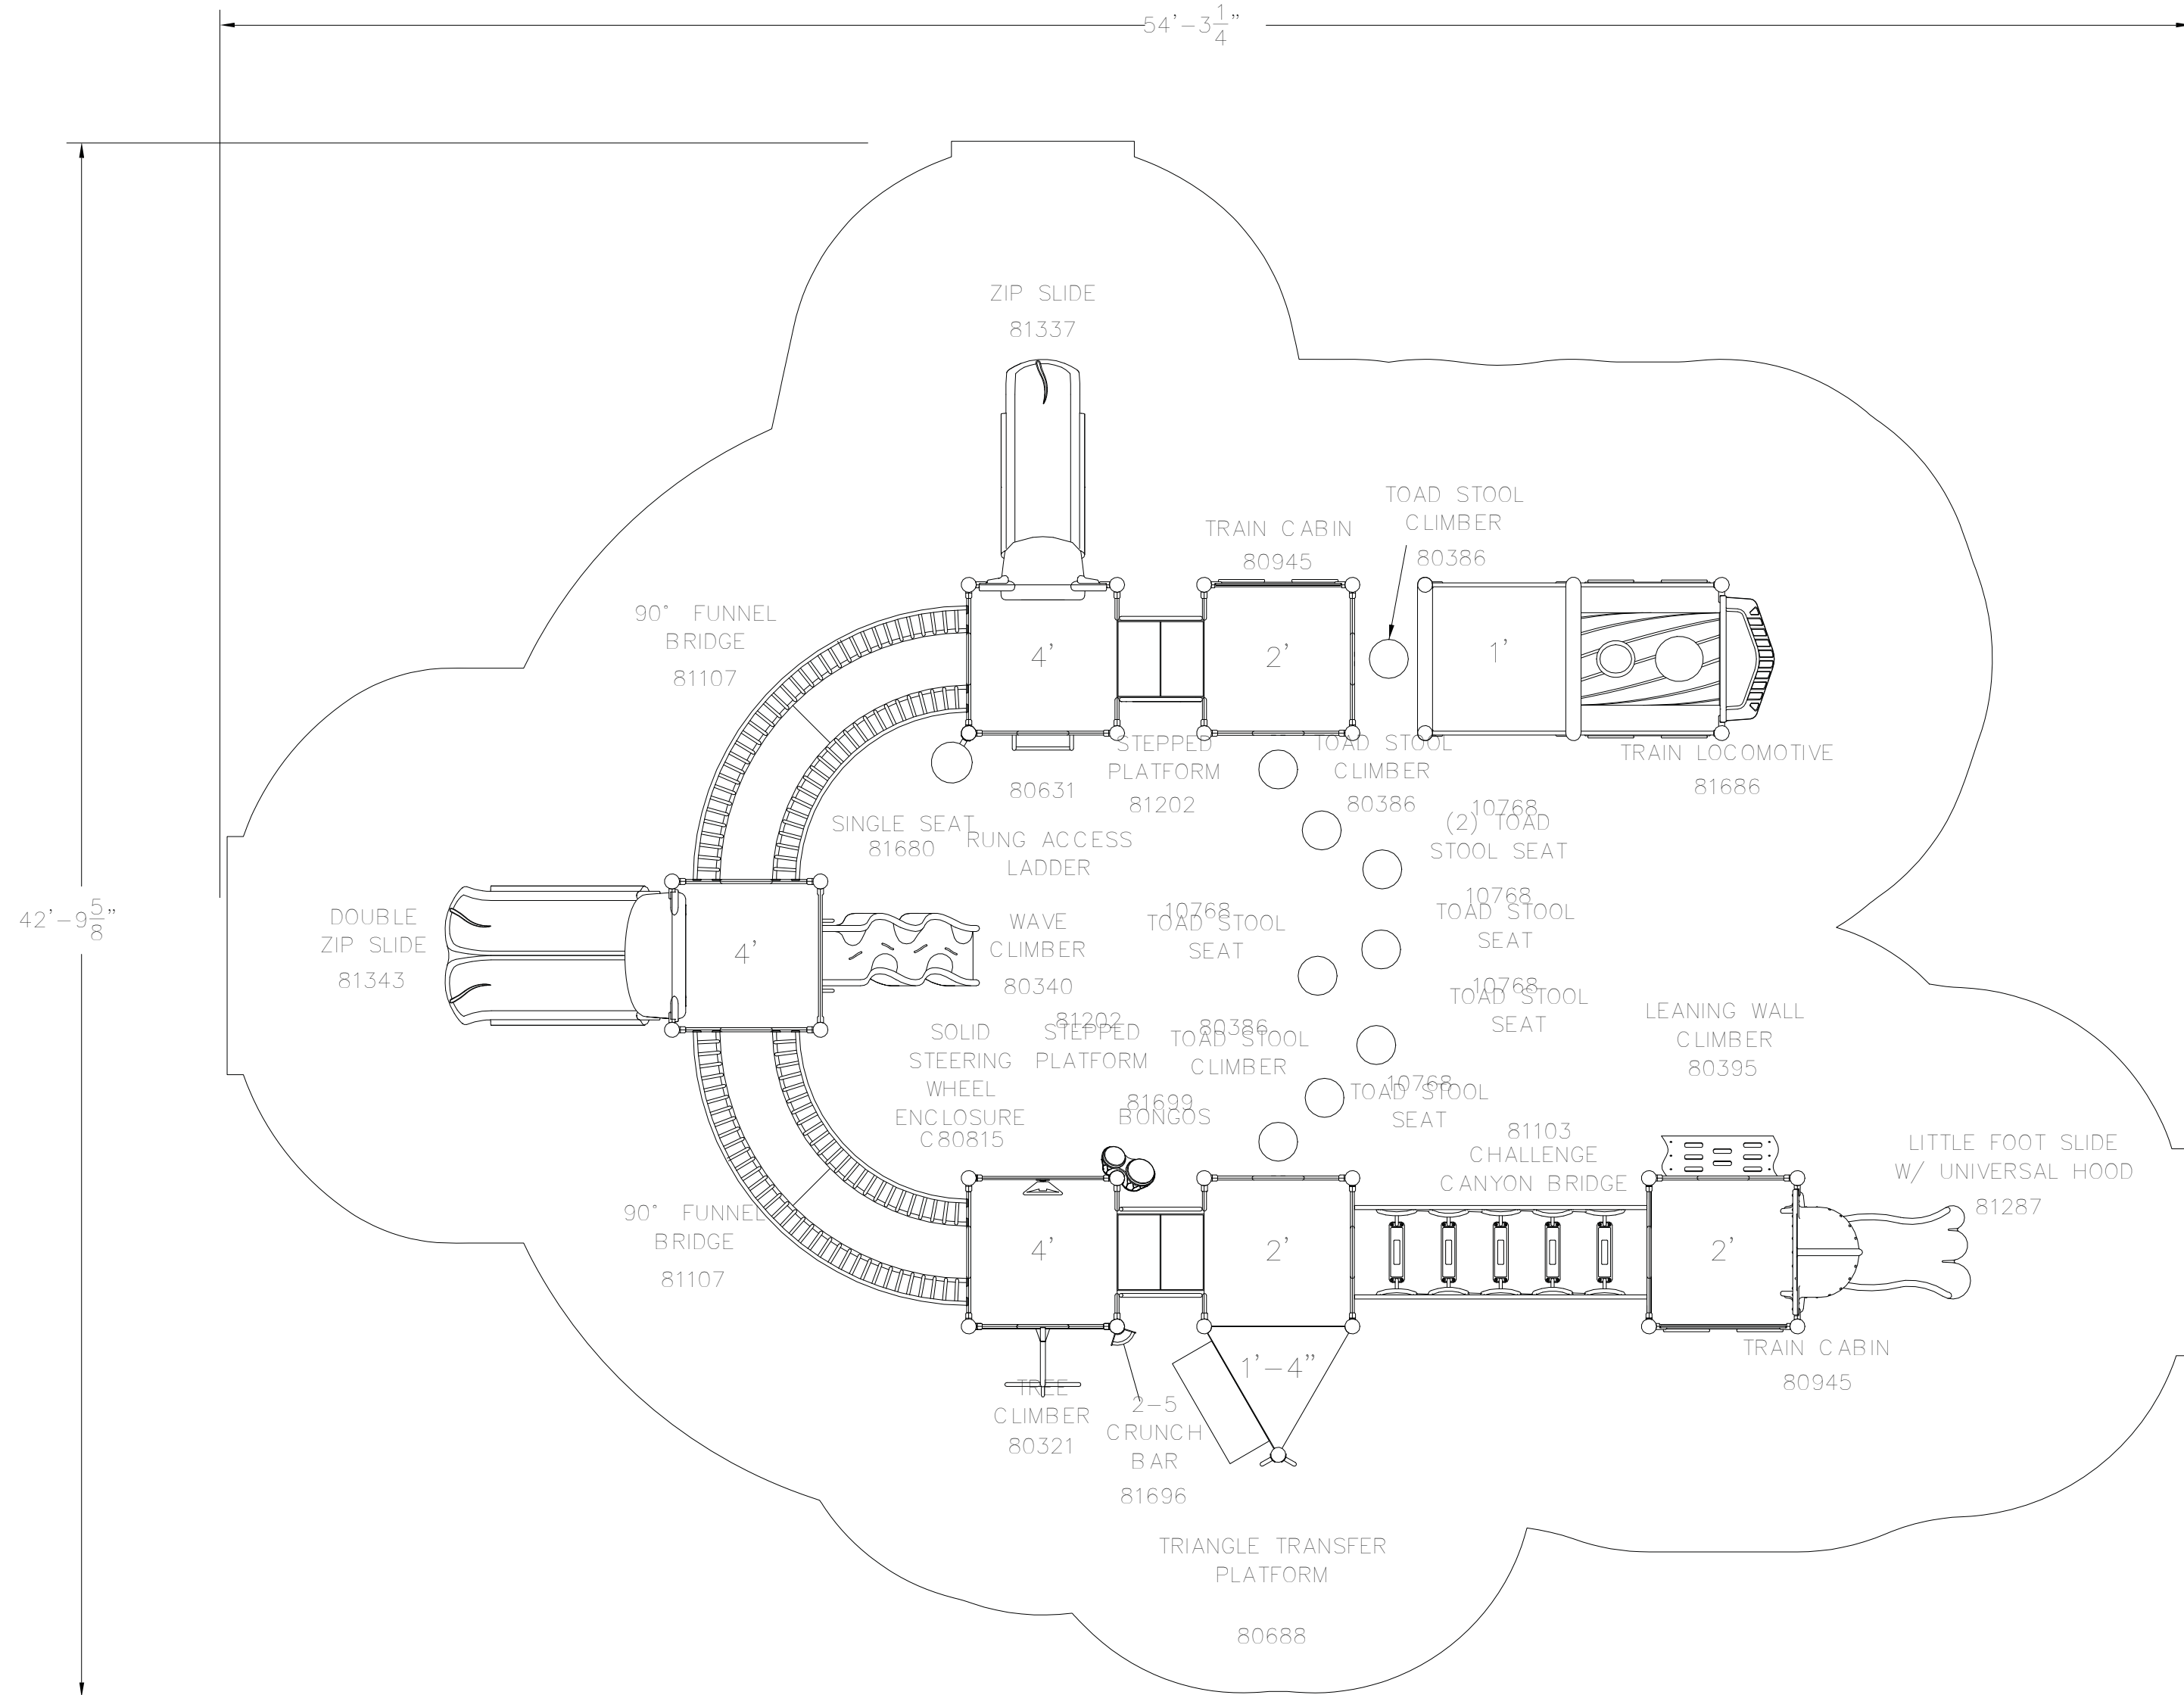 54'-3 1/4"
ZIP SLIDE
81337
TOAD STOOL
CLIMBER
80386
TRAIN CABIN
80945
90° FUNNEL
BRIDGE
81107
4'
2'
1'
STEPPED
PLATFORM
81202
TOAD STOOL
CLIMBER
80386
TRAIN LOCOMOTIVE
81686
80631
RUNG ACCESS
LADDER
SINGLE SEAT
81680
10768
(2) TOAD
STOOL SEAT
42'-9 5/8"
DOUBLE
ZIP SLIDE
81343
4'
WAVE
CLIMBER
80340
10768
TOAD STOOL
SEAT
10768
TOAD STOOL
SEAT
10768
TOAD STOOL
SEAT
SOLID
STEERING
WHEEL
ENCLOSURE
C80815
81202
STEPPED
PLATFORM
80386
TOAD STOOL
CLIMBER
LEANING WALL
CLIMBER
80395
81699
BONGOS
10768
TOAD STOOL
SEAT
81103
CHALLENGE
CANYON BRIDGE
LITTLE FOOT SLIDE
W/ UNIVERSAL HOOD
81287
90° FUNNEL
BRIDGE
81107
4'
2'
2'
1'-4"
TRAIN CABIN
80945
TREE
CLIMBER
80321
2-5
CRUNCH
BAR
81696
TRIANGLE TRANSFER
PLATFORM
80688